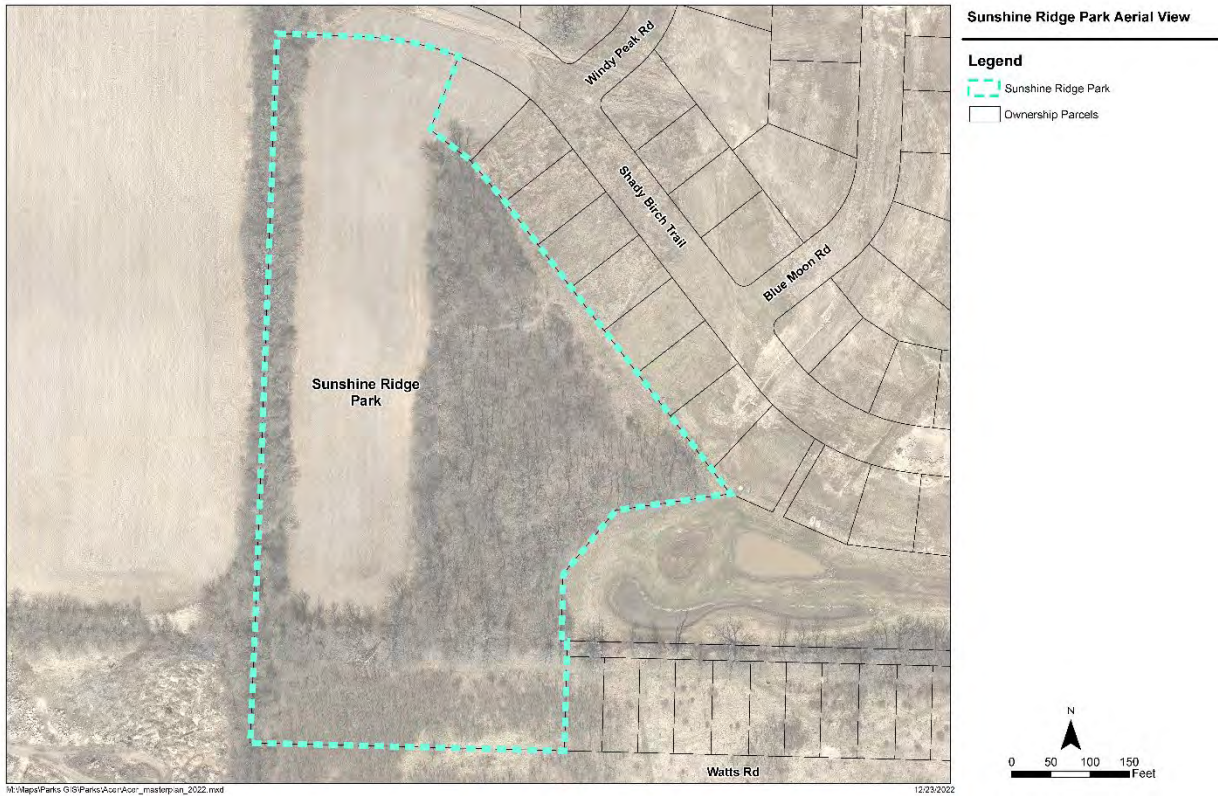 Sunshine Ridge Park Aerial View
Legend
Sunshine Ridge Park
Ownership Parcels
Windy Peak Rd
Shady Birch Trail
Blue Moon Rd
Sunshine Ridge
Park
Watts Rd
N
0 50 100 150
Feet
M:\Maps\Parks GIS\Parks\Acer\Acer_masterplan_2022.mxd
12/23/2022